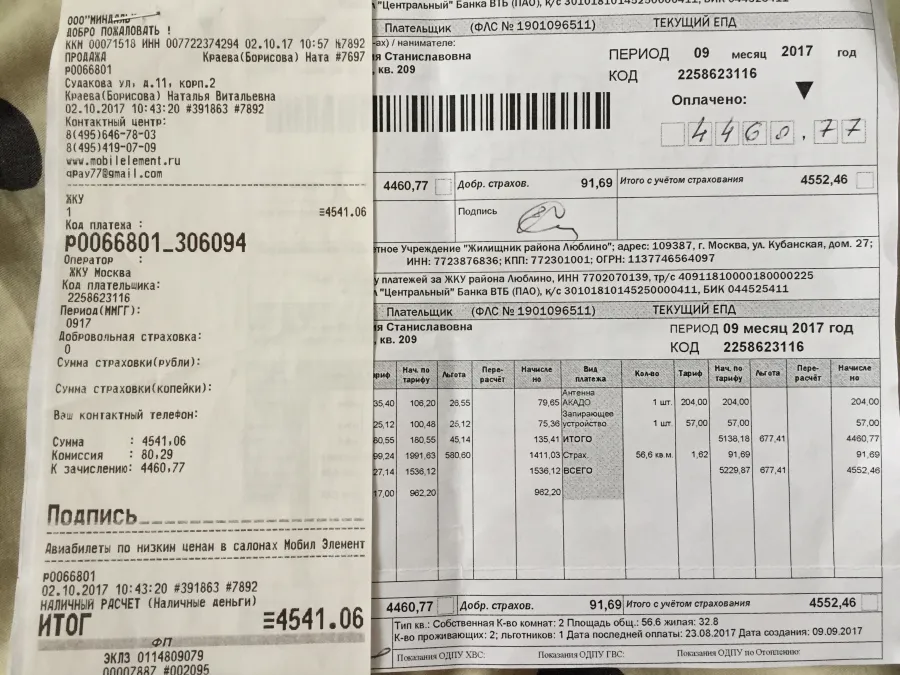 ООО"МИНДАЛЬ"
ДОБРО ПОЖАЛОВАТЬ !
ККМ 00071518 ИНН 007722374294 02.10.17 10:57 №7892
ПРОДАЖА Краева(Борисова) Ната #7697
P0066801
Судакова ул, д.11, корп.2
Краева(Борисова) Наталья Витальевна
02.10.2017 10:43:20 #391863 #7892
Контактный центр:
8(495)646-78-03
8(495)419-07-09
www.mobilelement.ru
qPay77@gmail.com
ЖКУ
1 ≡4541.06
Код платежа :
P0066801_306094
Оператор :
ЖКУ Москва
Код плательщика:
2258623116
Период(ММГГ):
0917
Добровольная страховка:
0
Сумма страховки(рубли):
Сумма страховки(копейки):
Ваш контактный телефон:
Сумма : 4541.06
Комиссия : 80.29
К зачислению: 4460,77
Подпись
Авиабилеты по низким ценам в салонах Мобил Элемент
P0066801
02.10.2017 10:43:20 #391863 #7892
НАЛИЧНЫЙ РАСЧЕТ (Наличные деньги)
ИТОГ ≡4541.06
ФП
ЭКЛЗ 0114809079
00007887 #002095
"Центральный" Банка ВТБ (ПАО), к/с 30101810145250000411, БИК 044525411
Плательщик (ФЛС № 1901096511) ТЕКУЩИЙ ЕПД
ах) / нанимателе:
я Станиславовна
, кв. 209
ПЕРИОД 09 месяц 2017 год
КОД 2258623116
Оплачено:
4460,77
4460,77 Добр. страхов. 91,69 Итого с учётом страхования 4552,46
Подпись
тное Учреждение "Жилищник района Люблино"; адрес: 109387, г. Москва, ул. Кубанская, дом. 27;
ИНН: 7723876836; КПП: 772301001; ОГРН: 1137746564097
у платежей за ЖКУ района Люблино, ИНН 7702070139, тр/с 40911810000180000225
"Центральный" Банка ВТБ (ПАО), к/с 30101810145250000411, БИК 044525411
Плательщик (ФЛС № 1901096511) ТЕКУЩИЙ ЕПД
я Станиславовна ПЕРИОД 09 месяц 2017 год
, кв. 209 КОД 2258623116
риф Нач. по тарифу Льгота Пере-расчёт Начисле но Вид платежа Кол-во Тариф Нач. по тарифу Льгота Пере-расчёт Начисле но
35,40 106,20 26,55 79,65 Антенна АКАДО 1 шт. 204,00 204,00 204,00
25,12 100,48 25,12 75,36 Запирающее устройство 1 шт. 57,00 57,00 57,00
60,55 180,55 45,14 135,41 ИТОГО 5138,18 677,41 4460,77
99,24 1991,63 580.60 1411,03 Страх. 56,6 кв м. 1,62 91,69 91,69
27,14 1536,12 1536,12 ВСЕГО 5229,87 677,41 4552,46
17,00 962,20 962,20
4460,77 Добр. страхов. 91,69 Итого с учётом страхования 4552,46
Тип кв.: Собственная К-во комнат: 2 Площадь общ.: 56.6 жилая: 32.8
К-во проживающих: 2; льготников: 1 Дата последней оплаты: 23.08.2017 Дата создания: 09.09.2017
Показания ОДПУ ХВС: Показания ОДПУ ГВС: Показания ОДПУ по Отоплению: